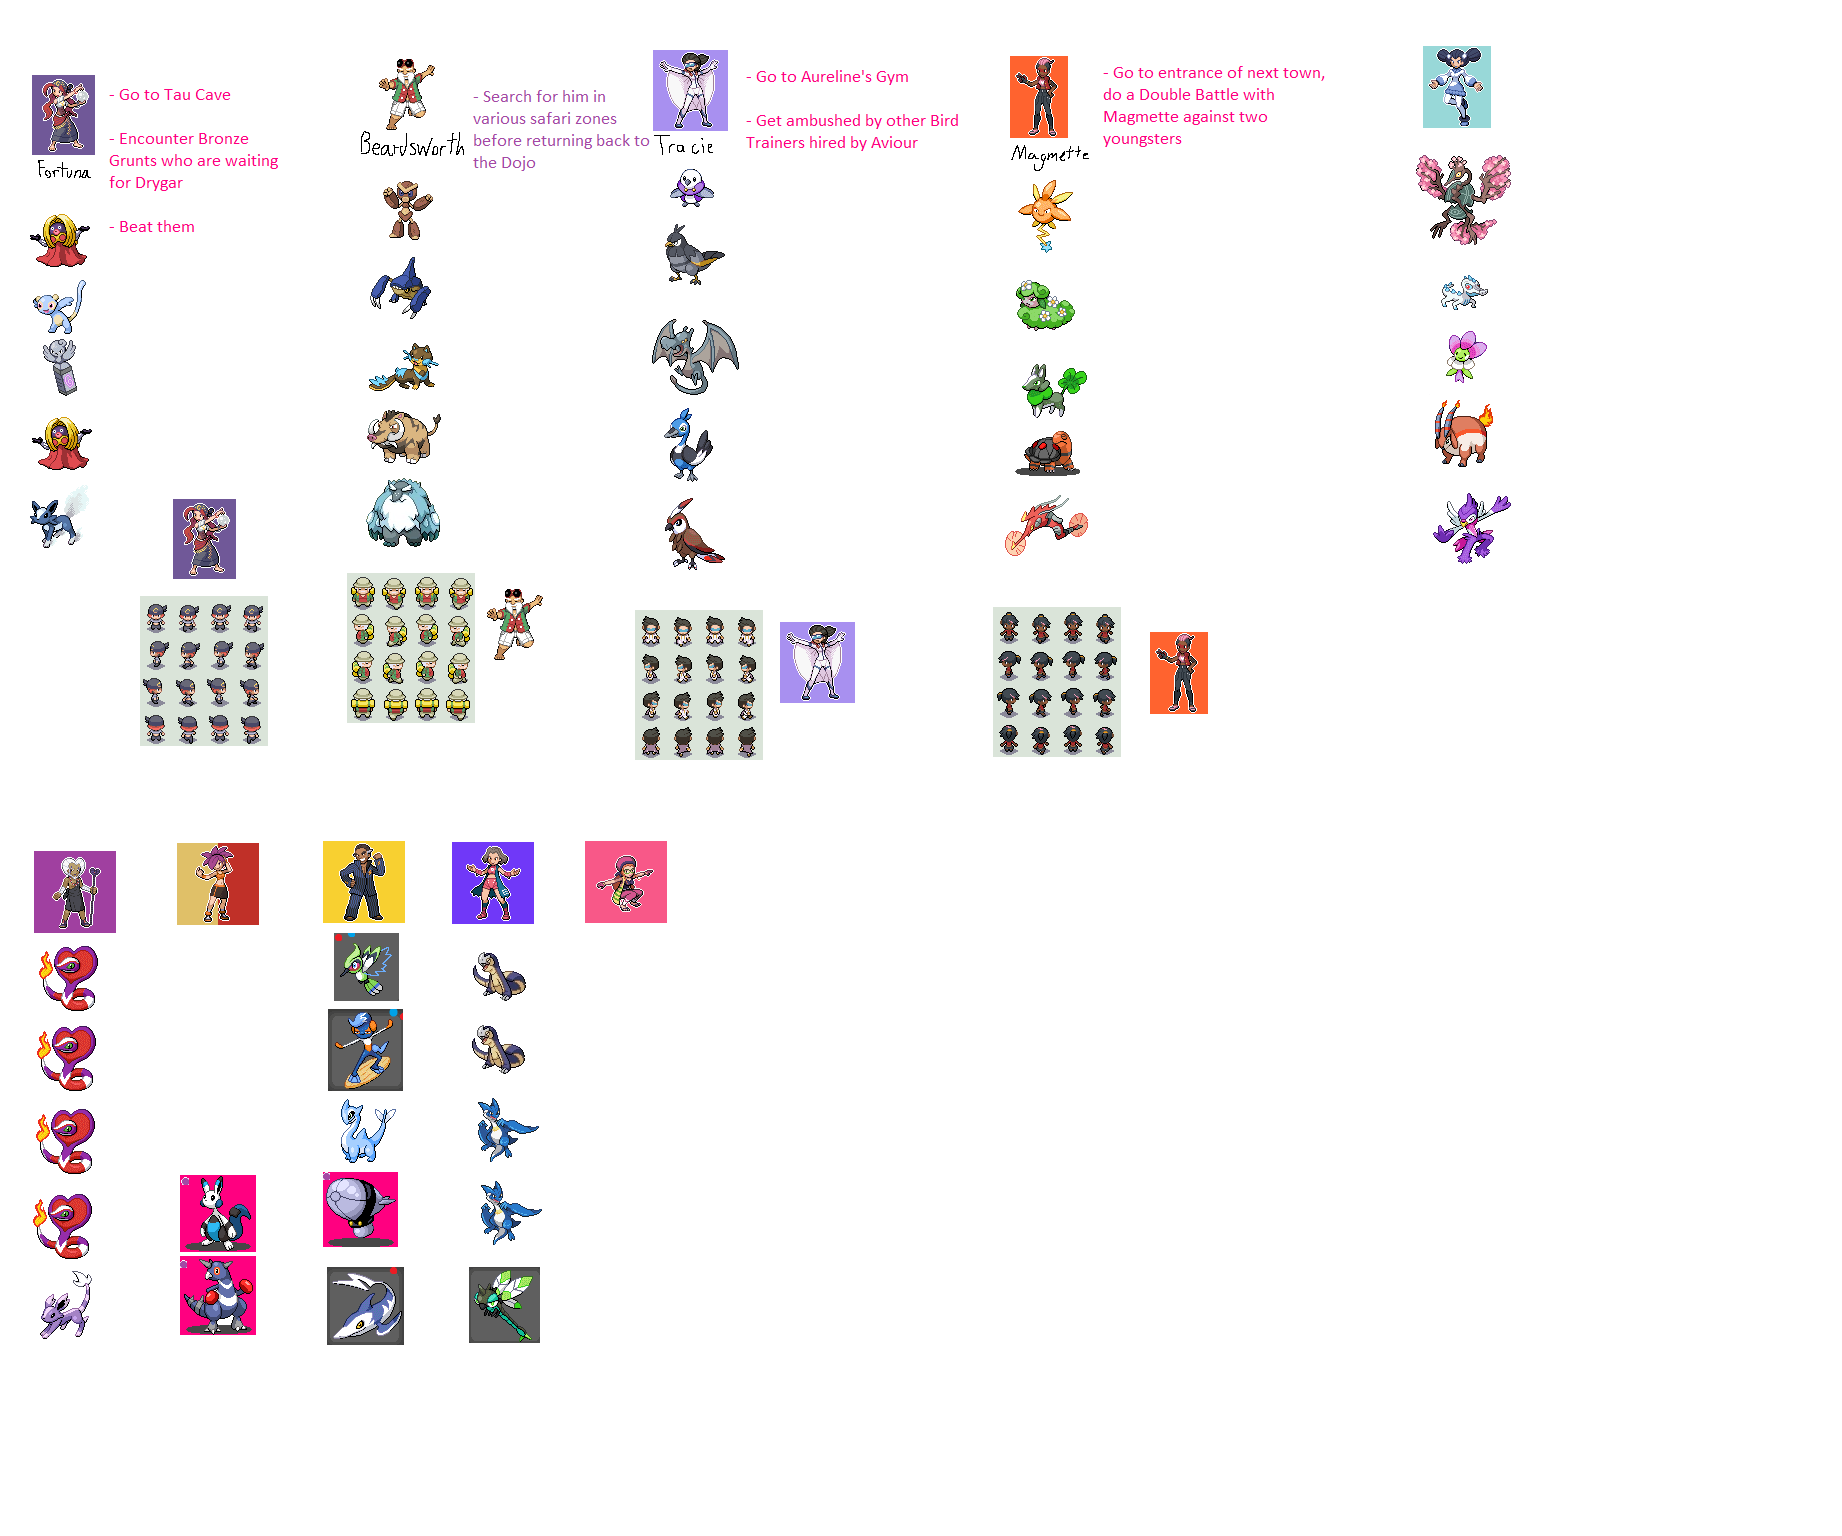 - Go to Tau Cave
- Encounter Bronze
Grunts who are waiting
for Drygar
- Beat them
Fortuna
- Search for him in
various safari zones
before returning back to
the Dojo
Beardsworth
- Go to Aureline's Gym
- Get ambushed by other Bird
Trainers hired by Aviour
Tracie
- Go to entrance of next town,
do a Double Battle with
Magmette against two
youngsters
Magmette